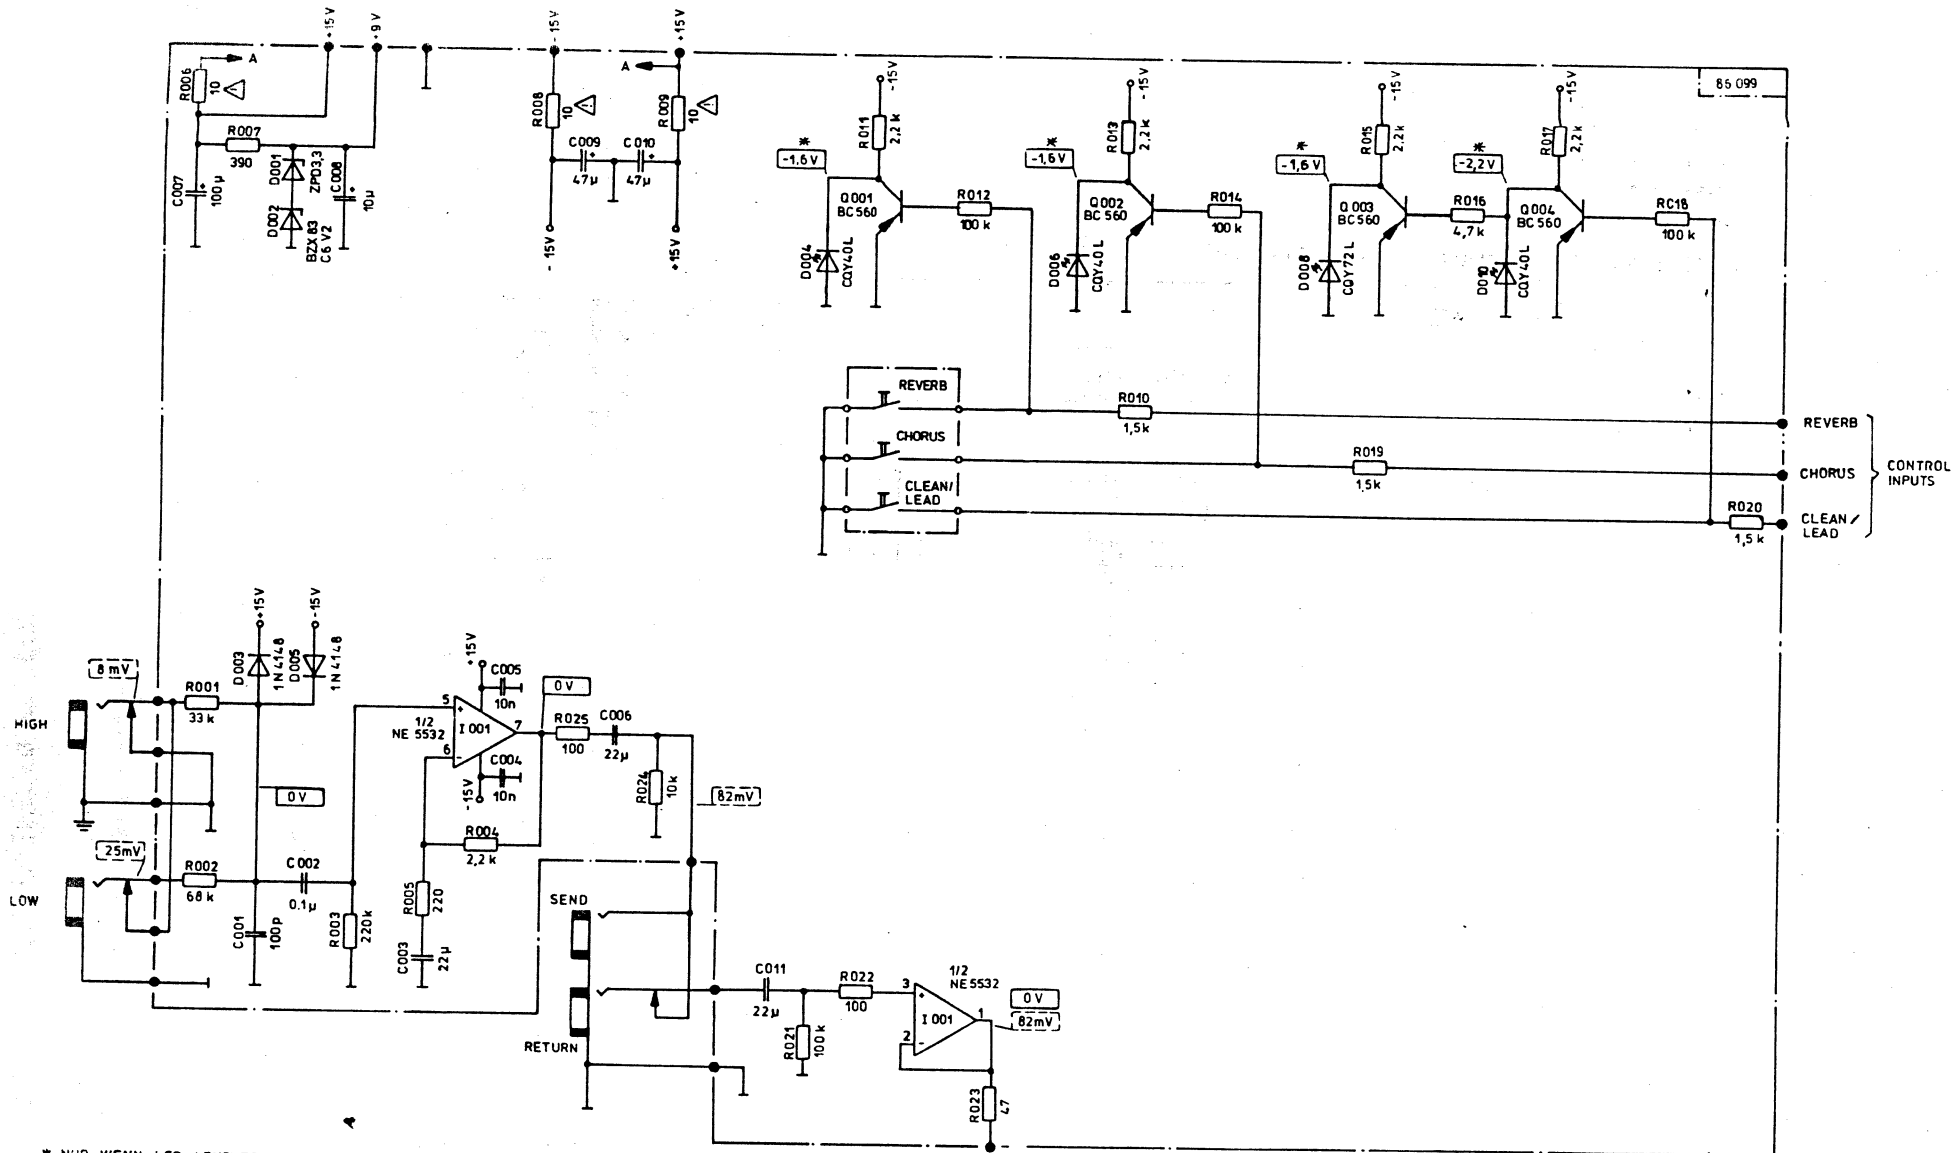 +15V
+9V
-15V
+15V
A
A
85 099
R006
10
R007
390
C007
100µ
D001
ZPD3,3
D002
BZX 83
C6 V2
C008
10µ
R008
10
R009
10
C009
47µ
C010
47µ
-15V
+15V
-15V
R011
2,2k
*
-1,6V
Q001
BC560
R012
100k
D004
CQY40L
-15V
R013
2,2k
*
-1,6V
Q002
BC560
R014
100k
D006
CQY40L
-15V
R015
2,2k
*
-1,6V
Q003
BC560
R016
4,7k
D008
CQY72L
-15V
R017
2,2k
*
-2,2V
Q004
BC560
RC18
100k
D010
CQY40L
REVERB
CHORUS
CLEAN/
LEAD
R010
1,5k
R019
1,5k
R020
1,5k
REVERB
CHORUS
CLEAN/
LEAD
CONTROL
INPUTS
+15V
-15V
D003
1N4148
D005
1N4148
8 mV
R001
33k
HIGH
0V
25mV
R002
68k
LOW
C002
0.1µ
C001
100p
R003
220k
+15V
C005
10n
5
+
6
-
7
1/2
NE 5532
I001
C004
10n
-15V
R004
2,2k
R005
220
C003
22µ
0V
R025
100
C006
22µ
R024
10k
82mV
SEND
RETURN
C011
22µ
R021
100k
R022
100
3
+
2
-
1
1/2
NE5532
I001
0V
82mV
R023
47